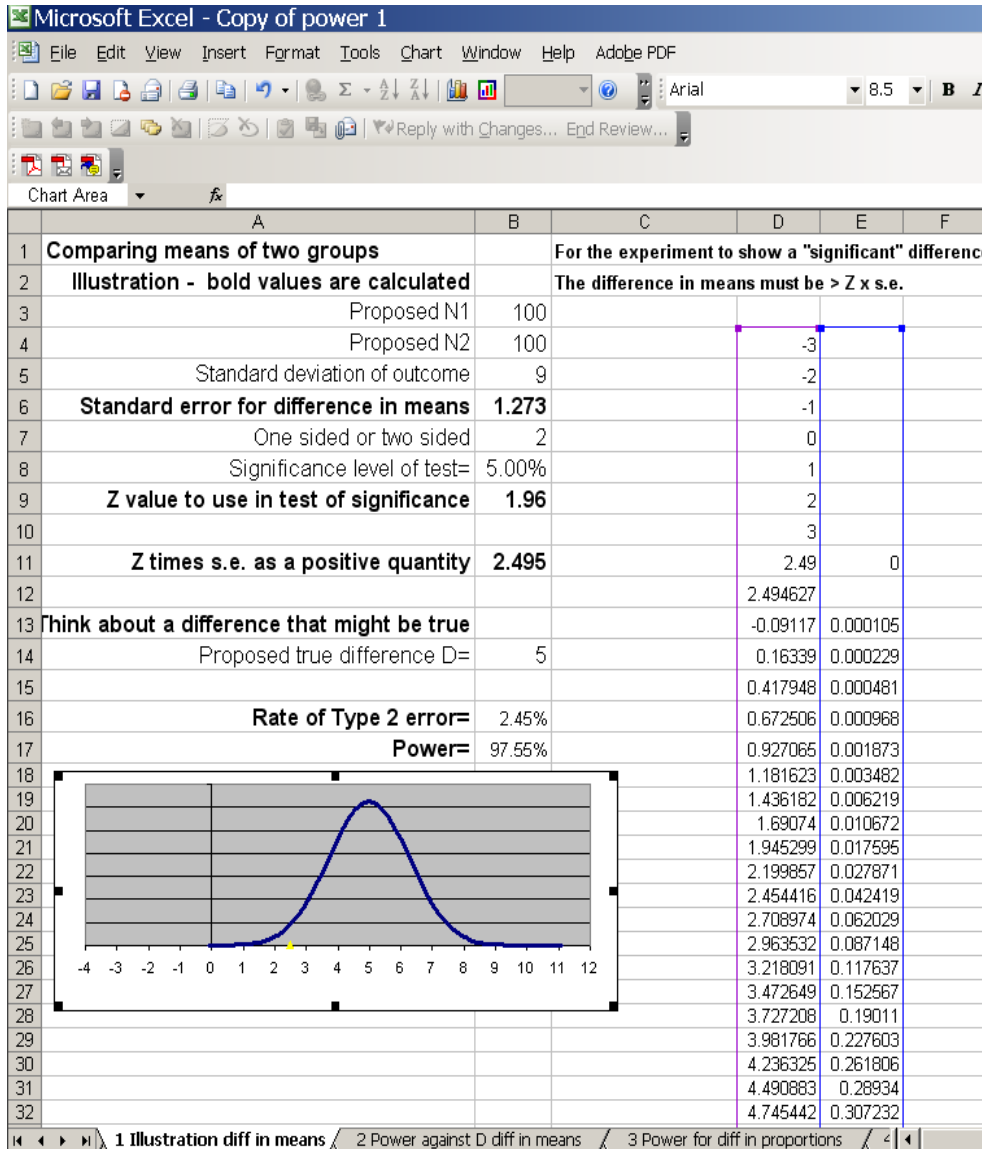 Microsoft Excel - Copy of power 1
File Edit View Insert Format Tools Chart Window Help Adobe PDF
Arial 8.5 B I
Reply with Changes... End Review...
Chart Area fx
A B C D E F
1 Comparing means of two groups For the experiment to show a "significant" differenc
2 Illustration - bold values are calculated The difference in means must be > Z x s.e.
3 Proposed N1 100
4 Proposed N2 100 -3
5 Standard deviation of outcome 9 -2
6 Standard error for difference in means 1.273 -1
7 One sided or two sided 2 0
8 Significance level of test= 5.00% 1
9 Z value to use in test of significance 1.96 2
10 3
11 Z times s.e. as a positive quantity 2.495 2.49 0
12 2.494627
13 Think about a difference that might be true -0.09117 0.000105
14 Proposed true difference D= 5 0.16339 0.000229
15 0.417948 0.000481
16 Rate of Type 2 error= 2.45% 0.672506 0.000968
17 Power= 97.55% 0.927065 0.001873
18 1.181623 0.003482
19 1.436182 0.006219
20 1.69074 0.010672
21 1.945299 0.017595
22 2.199857 0.027871
23 2.454416 0.042419
24 2.708974 0.062029
25 2.963532 0.087148
26 -4 -3 -2 -1 0 1 2 3 4 5 6 7 8 9 10 11 12 3.218091 0.117637
27 3.472649 0.152567
28 3.727208 0.19011
29 3.981766 0.227603
30 4.236325 0.261806
31 4.490883 0.28934
32 4.745442 0.307232
1 Illustration diff in means / 2 Power against D diff in means / 3 Power for diff in proportions / 4